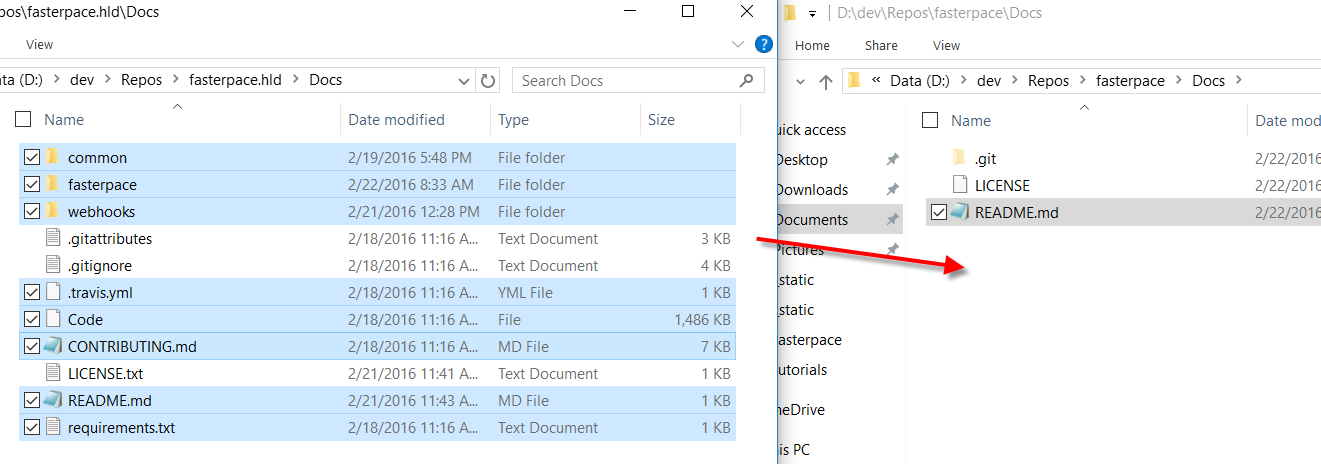 pos\fasterpace.hld\Docs
View
ata (D:) > dev > Repos > fasterpace.hld > Docs
Search Docs
Name Date modified Type Size
common 2/19/2016 5:48 PM File folder
fasterpace 2/22/2016 8:33 AM File folder
webhooks 2/21/2016 12:28 PM File folder
.gitattributes 2/18/2016 11:16 A... Text Document 3 KB
.gitignore 2/18/2016 11:16 A... Text Document 4 KB
.travis.yml 2/18/2016 11:16 A... YML File 1 KB
Code 2/18/2016 11:16 A... File 1,486 KB
CONTRIBUTING.md 2/18/2016 11:16 A... MD File 7 KB
LICENSE.txt 2/21/2016 11:41 A... Text Document 1 KB
README.md 2/21/2016 11:43 A... MD File 1 KB
requirements.txt 2/18/2016 11:16 A... Text Document 1 KB
D:\dev\Repos\fasterpace\Docs
Home Share View
« Data (D:) > dev > Repos > fasterpace > Docs >
uick access
Desktop
Downloads
Documents
Pictures
_static
_static
fasterpace
tutorials
neDrive
his PC
Name Date mod
.git 2/22/2016
LICENSE 2/22/2016
README.md 2/22/2016